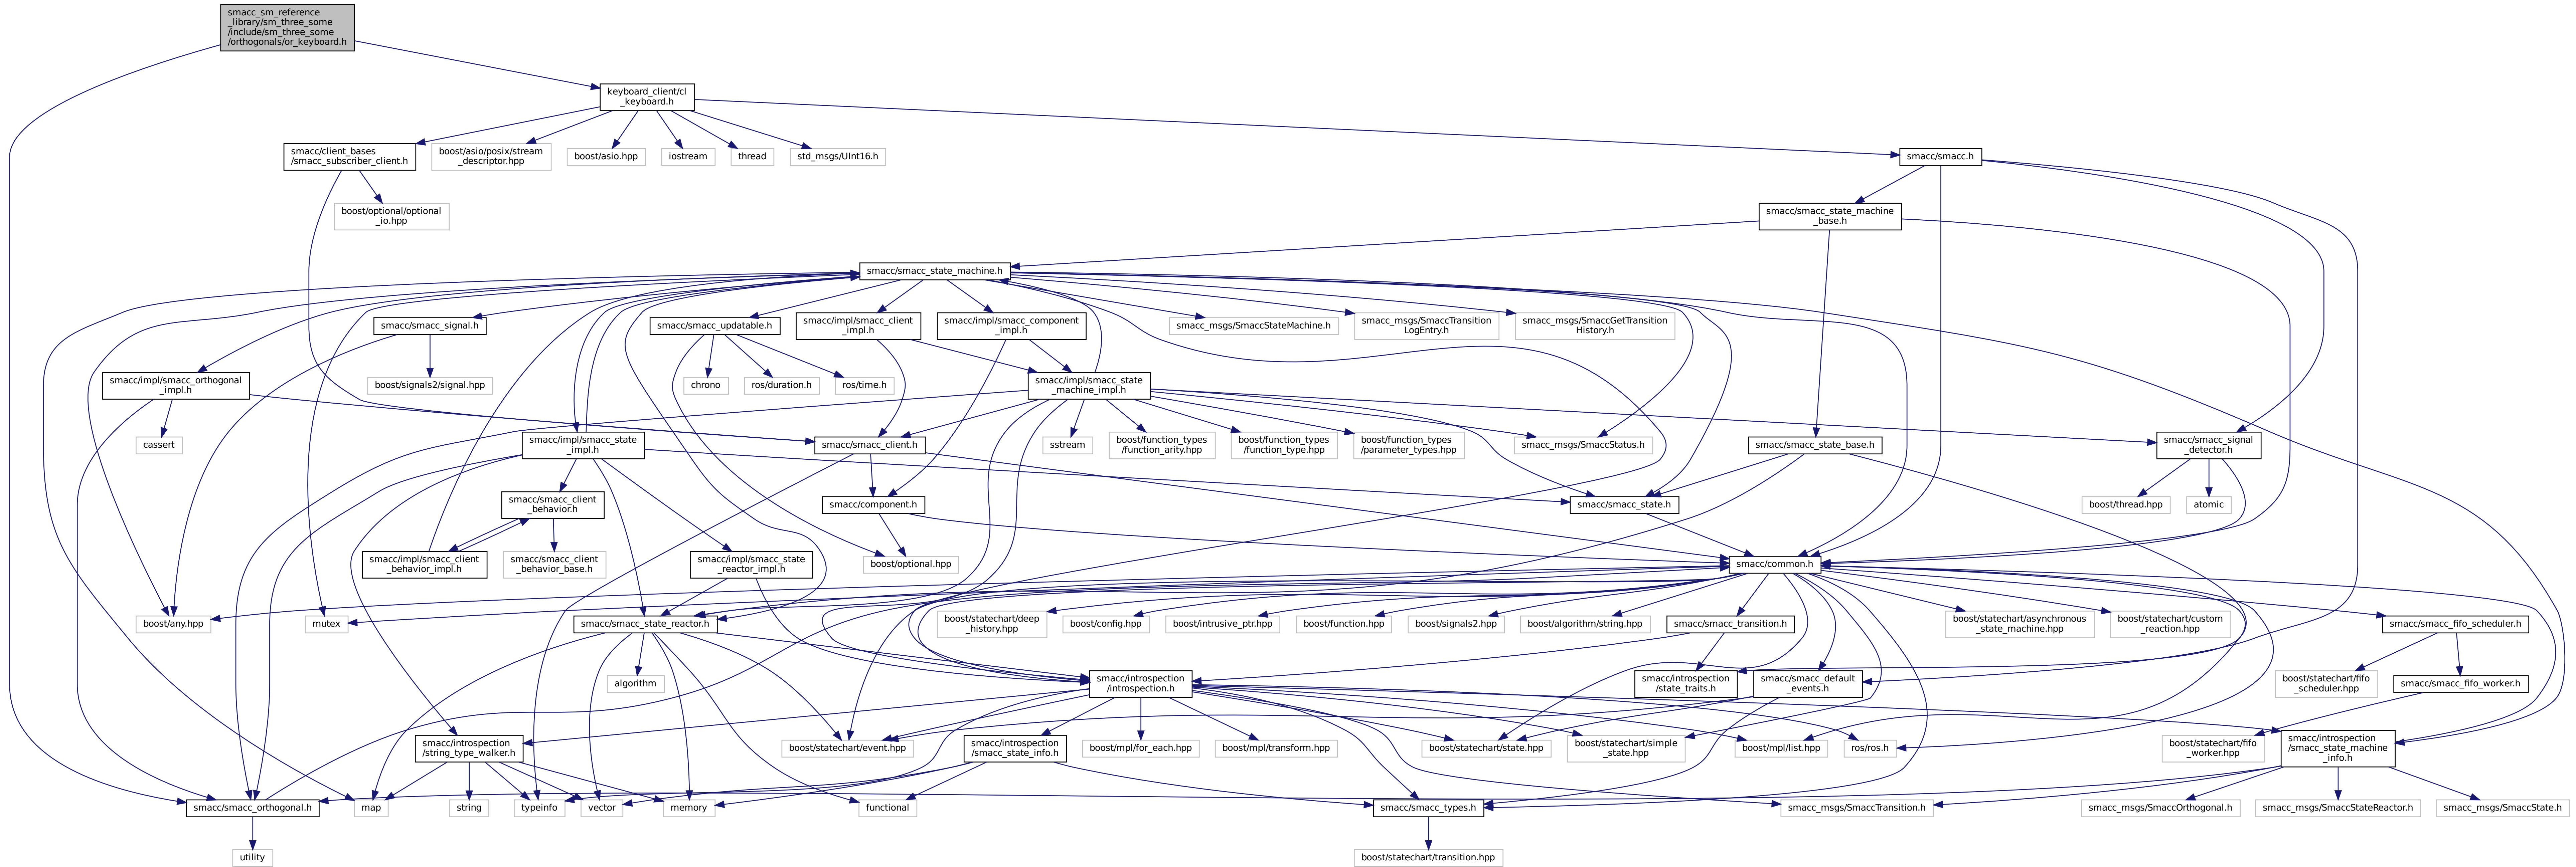 smacc_sm_reference
_library/sm_three_some
/include/sm_three_some
/orthogonals/or_keyboard.h
keyboard_client/cl
_keyboard.h
smacc/client_bases
/smacc_subscriber_client.h
boost/asio/posix/stream
_descriptor.hpp
boost/asio.hpp
iostream
thread
std_msgs/UInt16.h
smacc/smacc.h
boost/optional/optional
_io.hpp
smacc/smacc_state_machine
_base.h
smacc/smacc_state_machine.h
smacc/smacc_signal.h
smacc/smacc_updatable.h
smacc/impl/smacc_client
_impl.h
smacc/impl/smacc_component
_impl.h
smacc_msgs/SmaccStateMachine.h
smacc_msgs/SmaccTransition
LogEntry.h
smacc_msgs/SmaccGetTransition
History.h
smacc/impl/smacc_orthogonal
_impl.h
boost/signals2/signal.hpp
chrono
ros/duration.h
ros/time.h
smacc/impl/smacc_state
_machine_impl.h
cassert
smacc/impl/smacc_state
_impl.h
smacc/smacc_client.h
sstream
boost/function_types
/function_arity.hpp
boost/function_types
/function_type.hpp
boost/function_types
/parameter_types.hpp
smacc_msgs/SmaccStatus.h
smacc/smacc_state_base.h
smacc/smacc_signal
_detector.h
smacc/smacc_client
_behavior.h
smacc/component.h
smacc/smacc_state.h
boost/thread.hpp
atomic
smacc/impl/smacc_client
_behavior_impl.h
smacc/smacc_client
_behavior_base.h
smacc/impl/smacc_state
_reactor_impl.h
boost/optional.hpp
smacc/common.h
boost/any.hpp
mutex
smacc/smacc_state_reactor.h
boost/statechart/deep
_history.hpp
boost/config.hpp
boost/intrusive_ptr.hpp
boost/function.hpp
boost/signals2.hpp
boost/algorithm/string.hpp
smacc/smacc_transition.h
boost/statechart/asynchronous
_state_machine.hpp
boost/statechart/custom
_reaction.hpp
smacc/smacc_fifo_scheduler.h
algorithm
smacc/introspection
/introspection.h
smacc/introspection
/state_traits.h
smacc/smacc_default
_events.h
boost/statechart/fifo
_scheduler.hpp
smacc/smacc_fifo_worker.h
smacc/introspection
/string_type_walker.h
boost/statechart/event.hpp
smacc/introspection
/smacc_state_info.h
boost/mpl/for_each.hpp
boost/mpl/transform.hpp
boost/statechart/state.hpp
boost/statechart/simple
_state.hpp
boost/mpl/list.hpp
ros/ros.h
boost/statechart/fifo
_worker.hpp
smacc/introspection
/smacc_state_machine
_info.h
smacc/smacc_orthogonal.h
map
string
typeinfo
vector
memory
functional
smacc/smacc_types.h
smacc_msgs/SmaccTransition.h
smacc_msgs/SmaccOrthogonal.h
smacc_msgs/SmaccStateReactor.h
smacc_msgs/SmaccState.h
utility
boost/statechart/transition.hpp